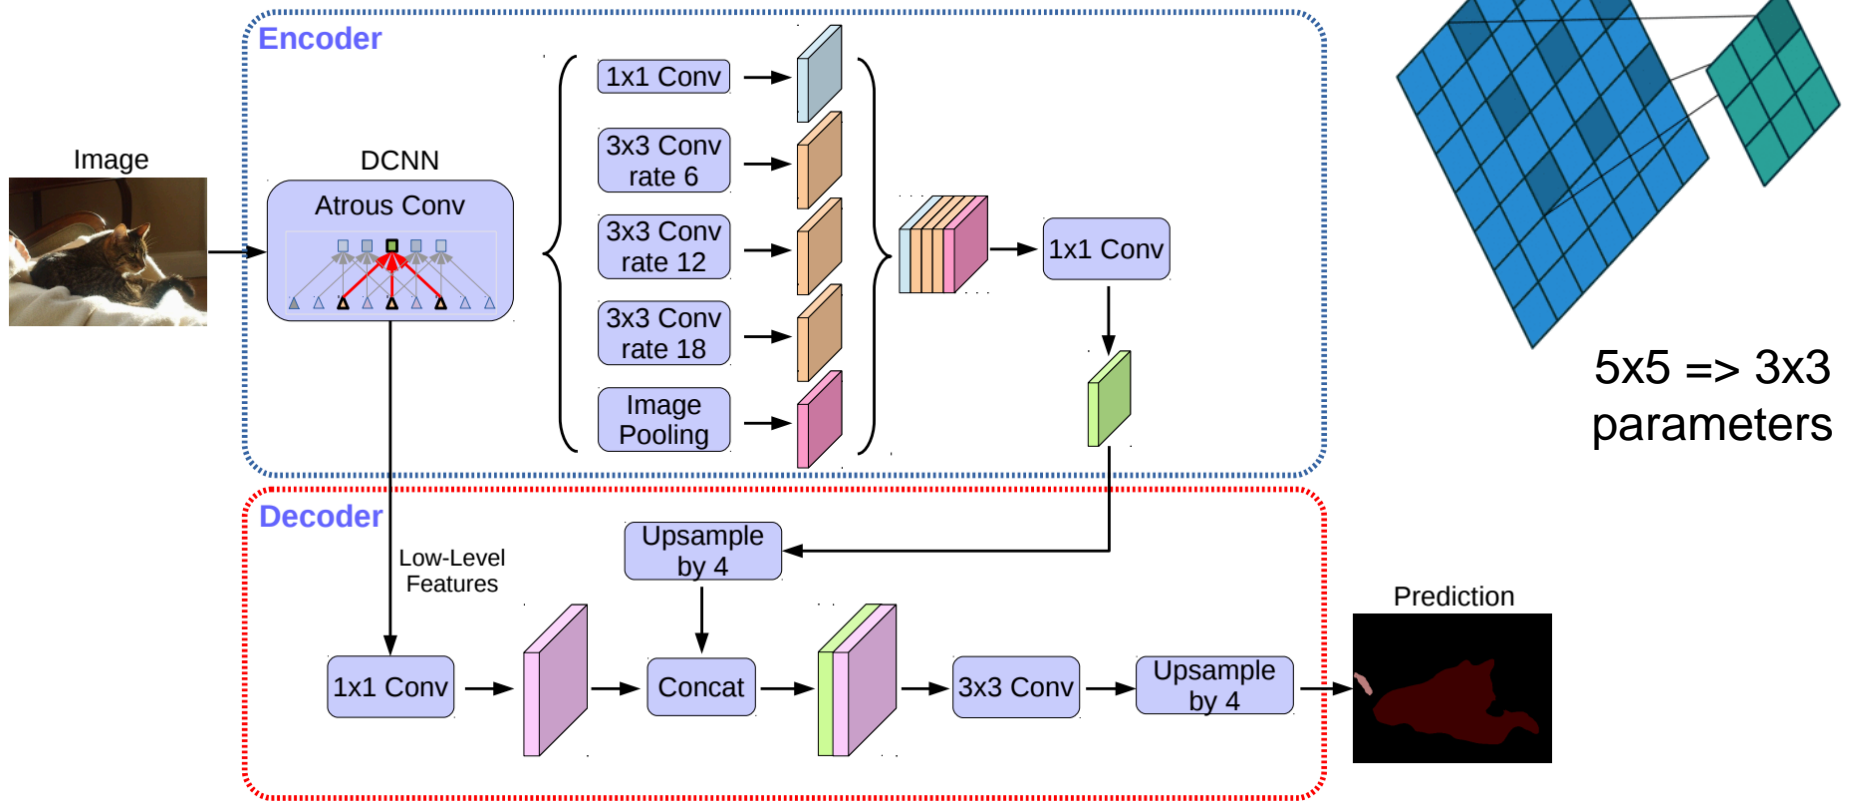 Encoder
Image
DCNN
Atrous Conv
1x1 Conv
3x3 Conv
rate 6
3x3 Conv
rate 12
3x3 Conv
rate 18
Image
Pooling
1x1 Conv
5x5 => 3x3
parameters
Decoder
Low-Level
Features
Upsample
by 4
1x1 Conv
Concat
3x3 Conv
Upsample
by 4
Prediction